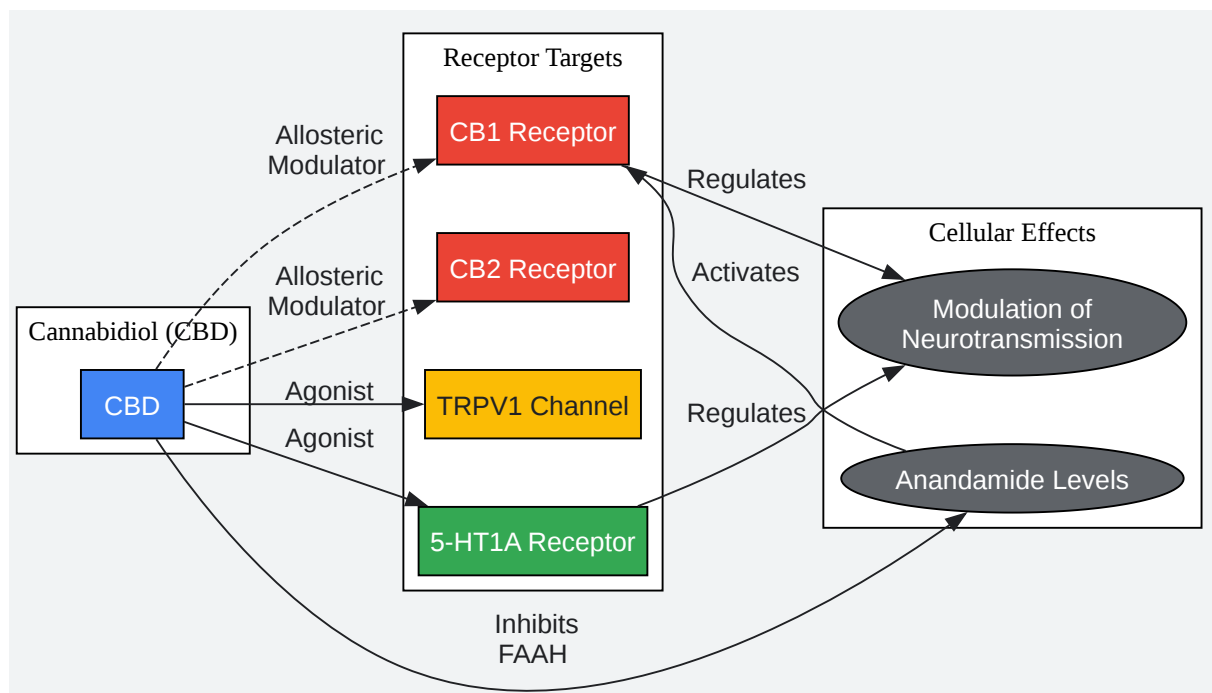 Receptor Targets
CB1 Receptor
Allosteric
Modulator
Regulates
CB2 Receptor
Allosteric
Modulator
Activates
Cellular Effects
Modulation of
Neurotransmission
Cannabidiol (CBD)
CBD
Agonist
TRPV1 Channel
Agonist
Regulates
Anandamide Levels
5-HT1A Receptor
Inhibits
FAAH